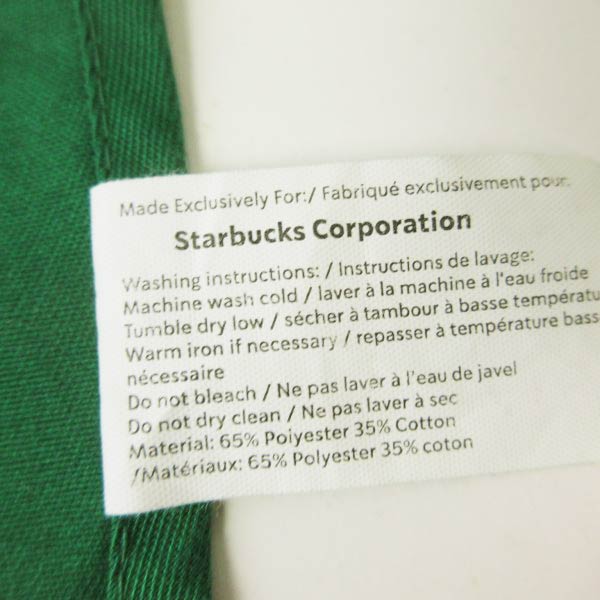 Made Exclusively For:/ Fabriqué exclusivement pour:
Starbucks Corporation
Washing instructions: / Instructions de lavage:
Machine wash cold / laver à la machine à l'eau froide
Tumble dry low / sécher à tambour à basse températu
Warm iron if necessary / repasser à température bass
nécessaire
Do not bleach / Ne pas laver à l'eau de javel
Do not dry clean / Ne pas laver à sec
Material: 65% Polyester 35% Cotton
/Matériaux: 65% Polyester 35% coton